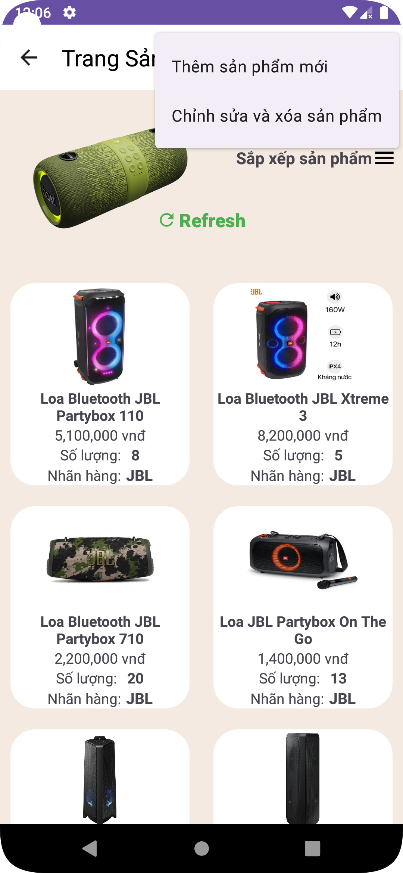 12:06
Trang Sản
Thêm sản phẩm mới
Chỉnh sửa và xóa sản phẩm
Sắp xếp sản phẩm
Refresh
JBL
160W
12h
IPX4
Kháng nước
Loa Bluetooth JBL
Partybox 110
5,100,000 vnđ
Số lượng: 8
Nhãn hàng: JBL
Loa Bluetooth JBL Xtreme
3
8,200,000 vnđ
Số lượng: 5
Nhãn hàng: JBL
JBL
Loa Bluetooth JBL
Partybox 710
2,200,000 vnđ
Số lượng: 20
Nhãn hàng: JBL
Loa JBL Partybox On The
Go
1,400,000 vnđ
Số lượng: 13
Nhãn hàng: JBL